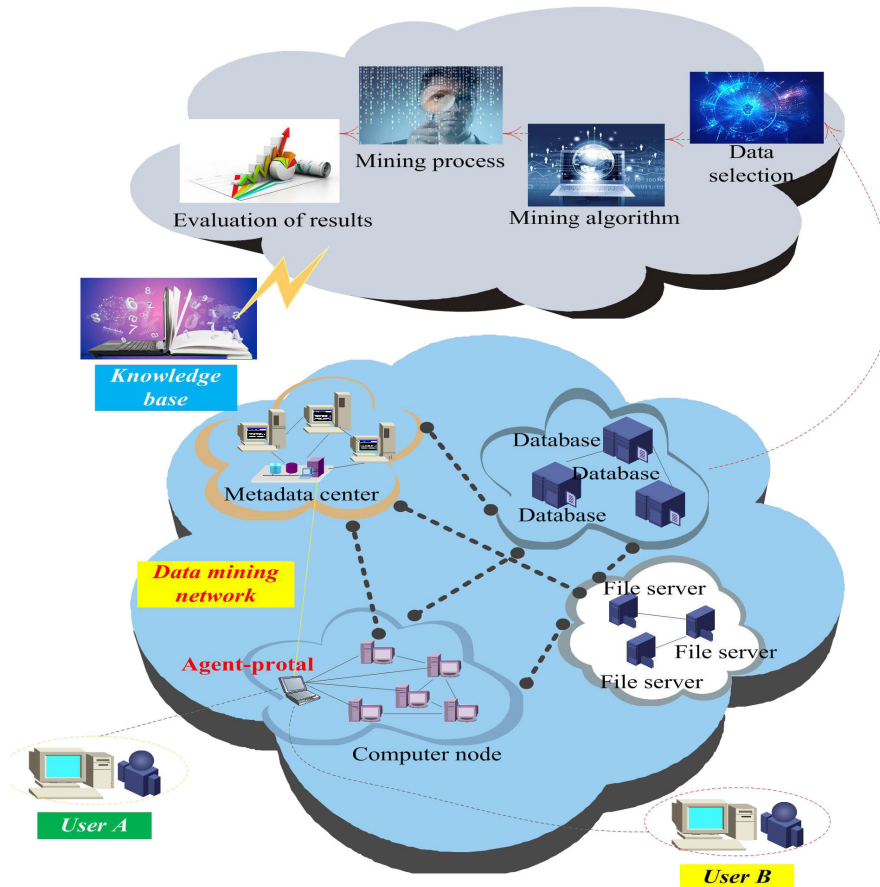 Mining process
Data
selection
Evaluation of results
Mining algorithm
Knowledge
base
Database
Database
Metadata center
Database
Data mining
network
File server
Agent-protal
File server
File server
Computer node
User A
User B